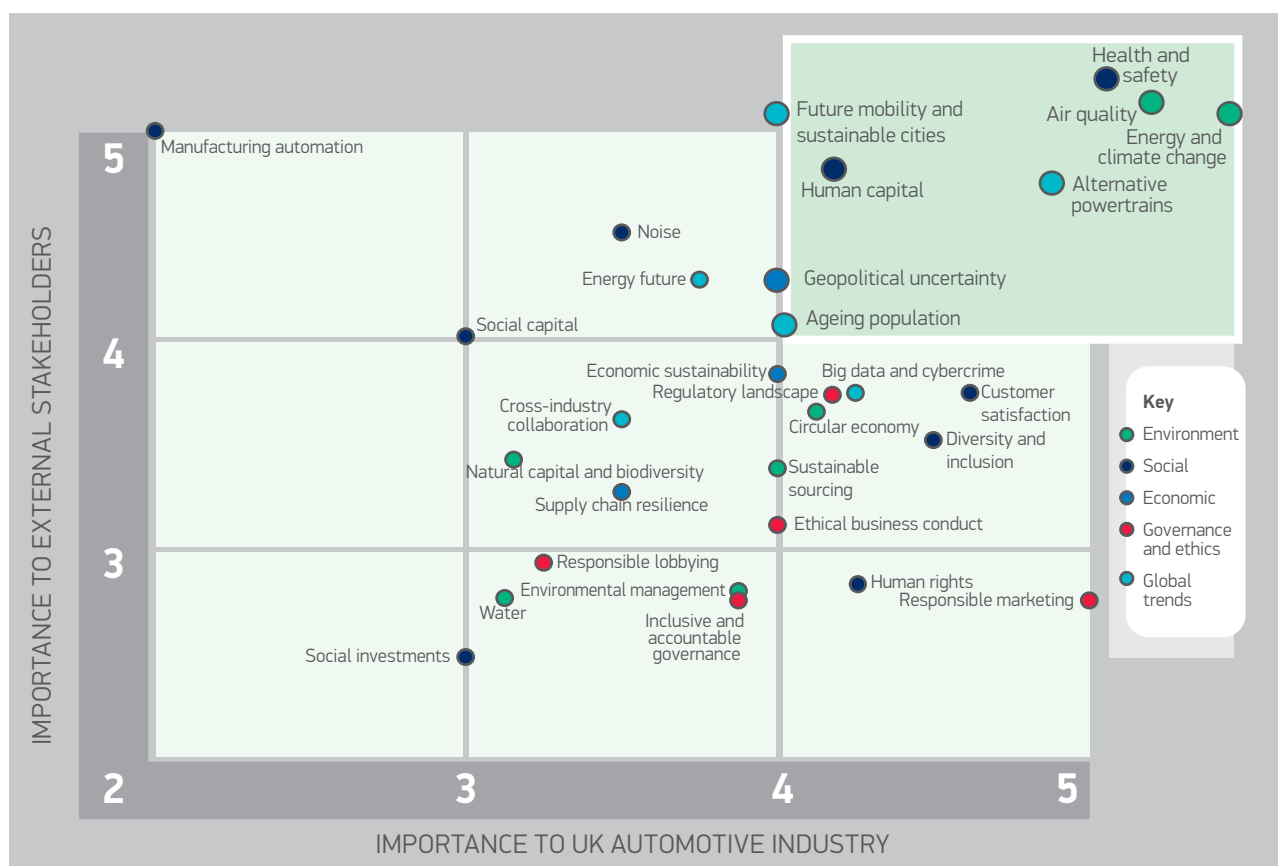 Health and
safety
Future mobility and
sustainable cities
Air quality
Energy and
climate change
5
Manufacturing automation
Human capital
Alternative
powertrains
Noise
Energy future
Geopolitical uncertainty
Social capital
Ageing population
4
Economic sustainability
Big data and cybercrime
Regulatory landscape
Customer
satisfaction
Cross-industry
collaboration
Circular economy
Diversity and
inclusion
Natural capital and biodiversity
Sustainable
sourcing
Supply chain resilience
Ethical business conduct
3
Responsible lobbying
Environmental management
Human rights
Responsible marketing
Water
Inclusive and
accountable
governance
Social investments
Key
Environment
Social
Economic
Governance
and ethics
Global
trends
2
3
4
5
IMPORTANCE TO EXTERNAL STAKEHOLDERS
IMPORTANCE TO UK AUTOMOTIVE INDUSTRY